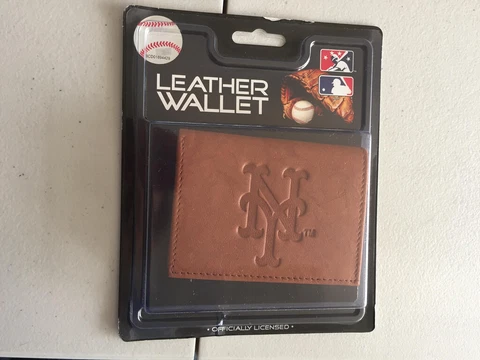 LEATHER
WALLET
NY
TM
• OFFICIALLY LICENSED •